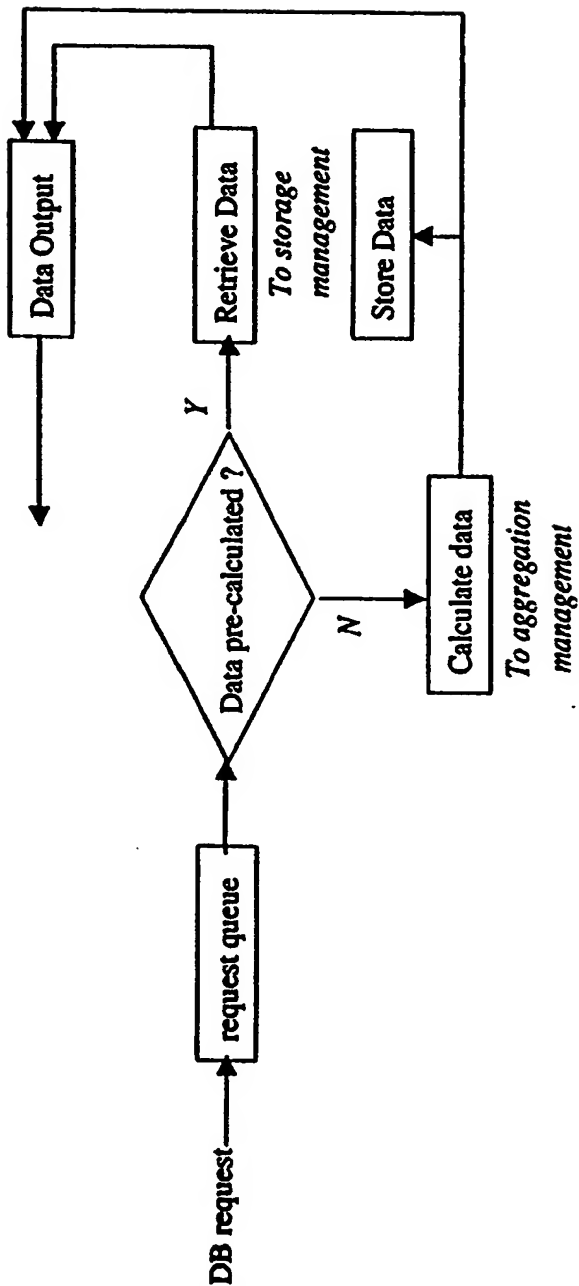 DB request
request queue
Data pre-calculated ?
Y
N
Retrieve Data
To storage
management
Data Output
Calculate data
To aggregation
management
Store Data